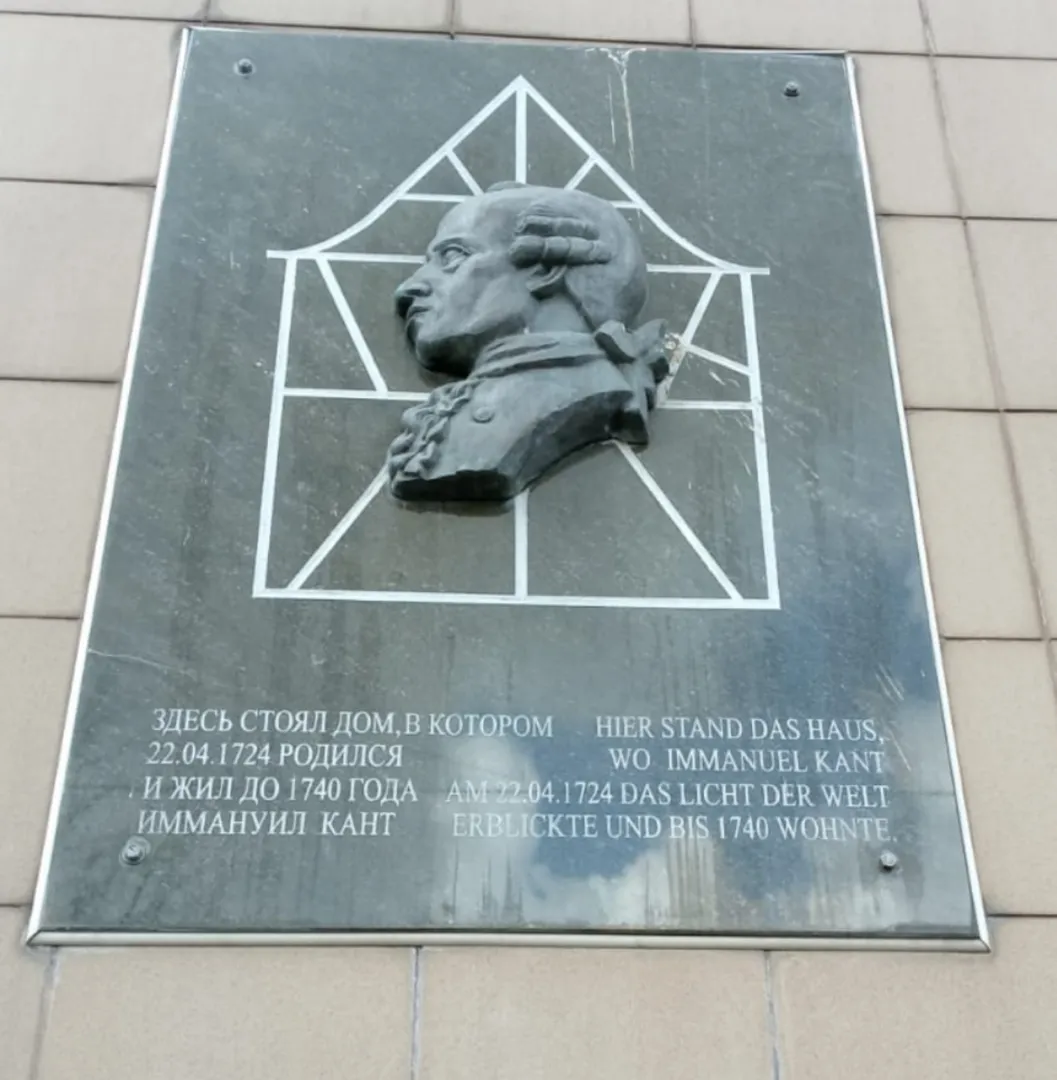 ЗДЕСЬ СТОЯЛ ДОМ, В КОТОРОМ
22.04.1724 РОДИЛСЯ
И ЖИЛ ДО 1740 ГОДА
ИММАНУИЛ КАНТ
HIER STAND DAS HAUS,
WO IMMANUEL KANT
AM 22.04.1724 DAS LICHT DER WELT
ERBLICKTE UND BIS 1740 WOHNTE.